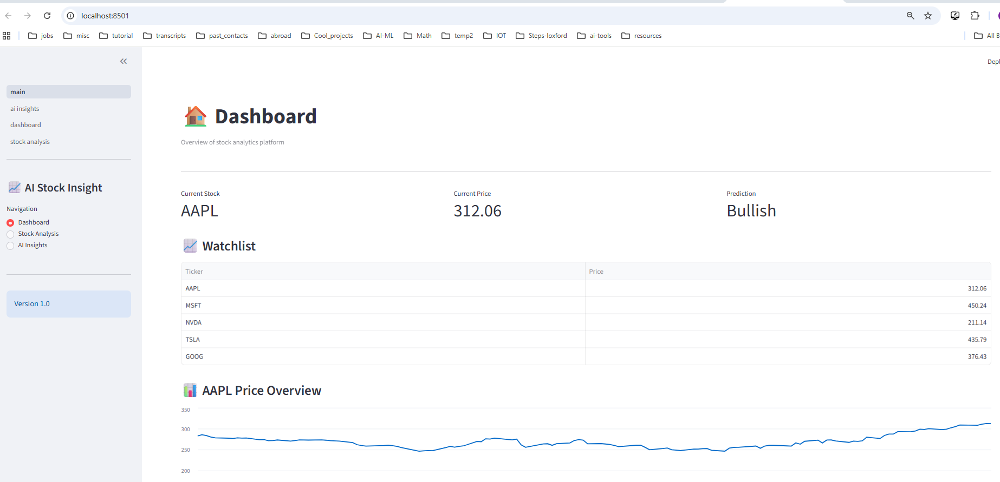 localhost:8501
jobs misc tutorial transcripts past_contacts abroad Cool_projects AI-ML Math temp2 IOT Steps-loxford ai-tools resources All B
Depl
main
ai insights
dashboard
stock analysis
AI Stock Insight
Navigation
Dashboard
Stock Analysis
AI Insights
Version 1.0
Dashboard
Overview of stock analytics platform
Current Stock Current Price Prediction
AAPL 312.06 Bullish
Watchlist
Ticker Price
AAPL 312.06
MSFT 450.24
NVDA 211.14
TSLA 435.79
GOOG 376.43
AAPL Price Overview
350
300
250
200